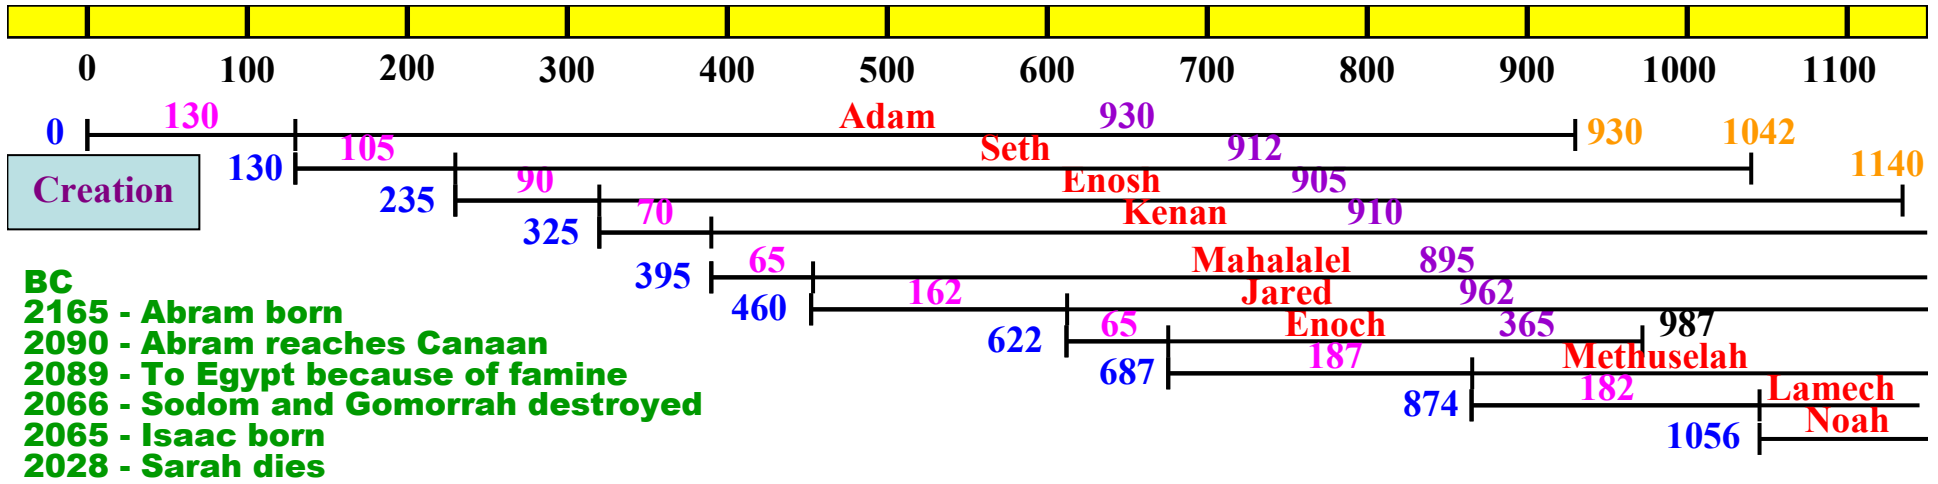 0 100 200 300 400 500 600 700 800 900 1000 1100
130 Adam 930
0 930 1042
105 Seth 912
130 1140
Creation 90 Enosh 905
235
70 Kenan 910
325
65 Mahalalel 895
395
162 Jared 962
460
65 Enoch 365 987
622
187 Methuselah
687
182 Lamech
874
Noah
1056
BC
2165 - Abram born
2090 - Abram reaches Canaan
2089 - To Egypt because of famine
2066 - Sodom and Gomorrah destroyed
2065 - Isaac born
2028 - Sarah dies